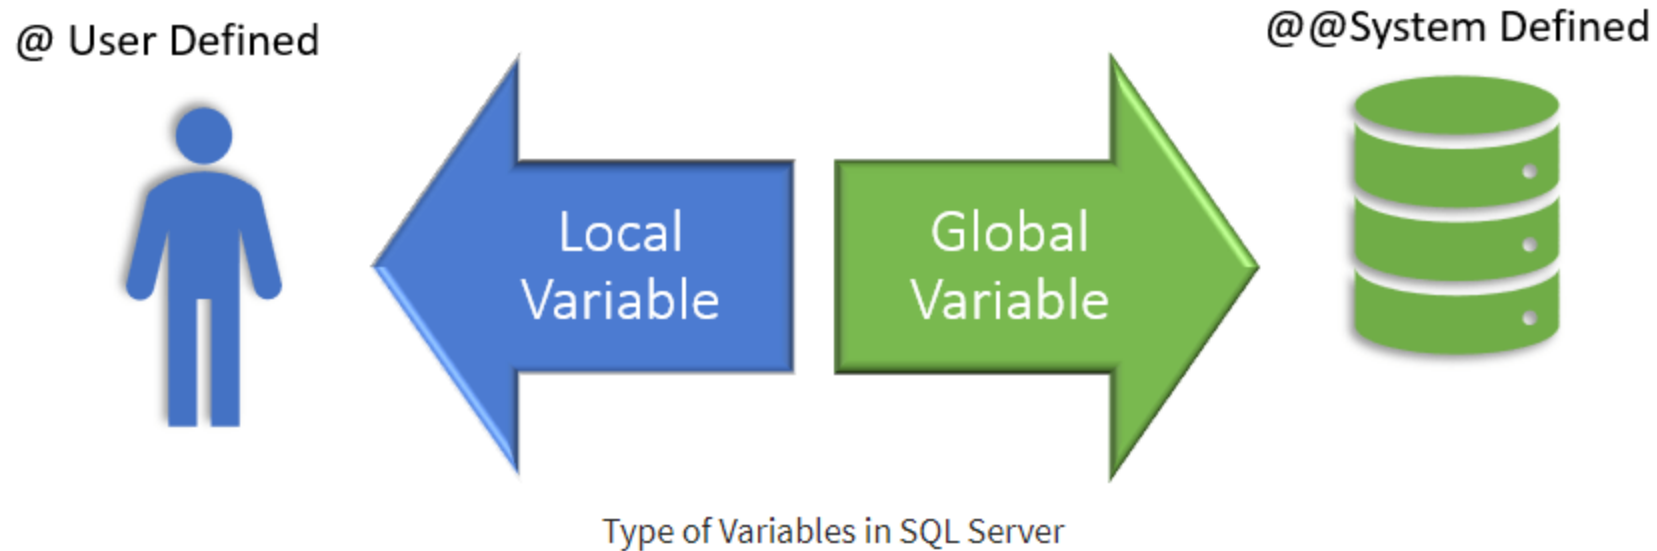 @ User Defined
@@System Defined
Local
Variable
Global
Variable
Type of Variables in SQL Server